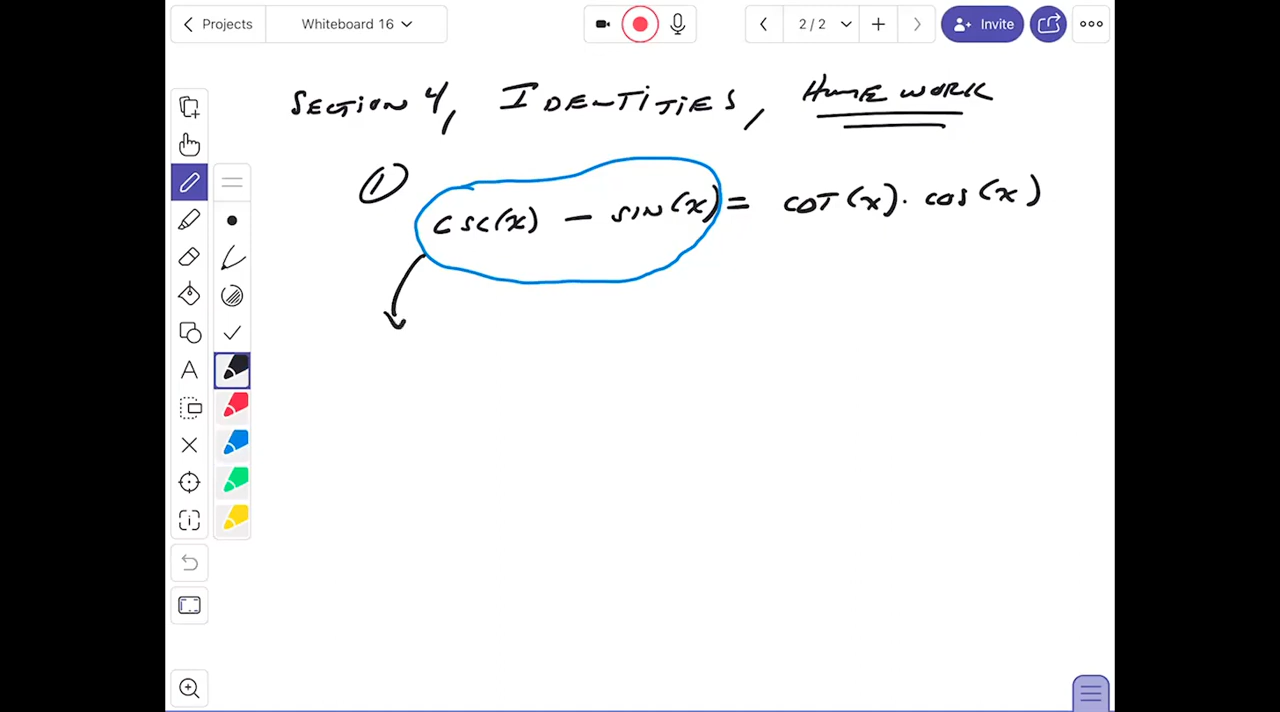 Projects
Whiteboard 16
2 / 2
Invite
SECTION 4, IDENTITIES, HOMEWORK
① csc(x) - sin(x) = cot(x) · cos(x)
A